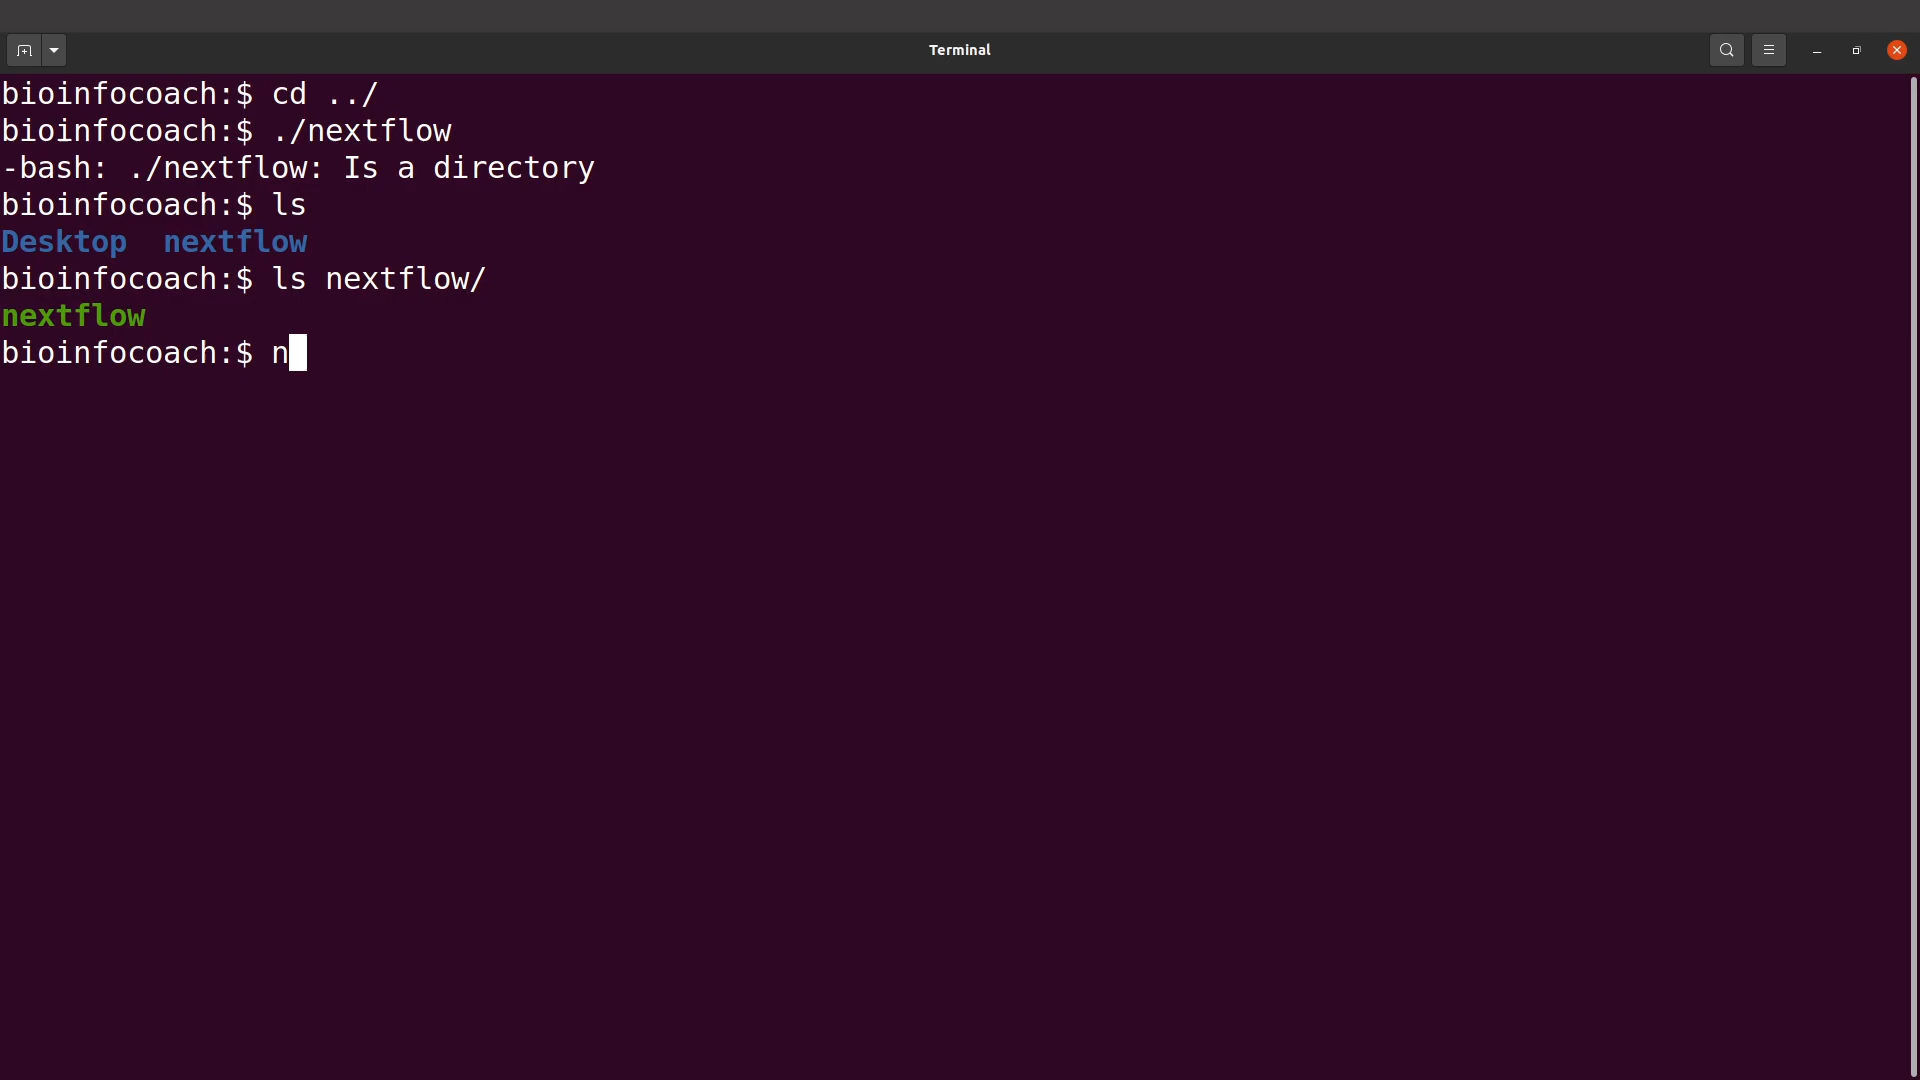 Terminal
bioinfocoach:$ cd ../
bioinfocoach:$ ./nextflow
-bash: ./nextflow: Is a directory
bioinfocoach:$ ls
Desktop  nextflow
bioinfocoach:$ ls nextflow/
nextflow
bioinfocoach:$ n